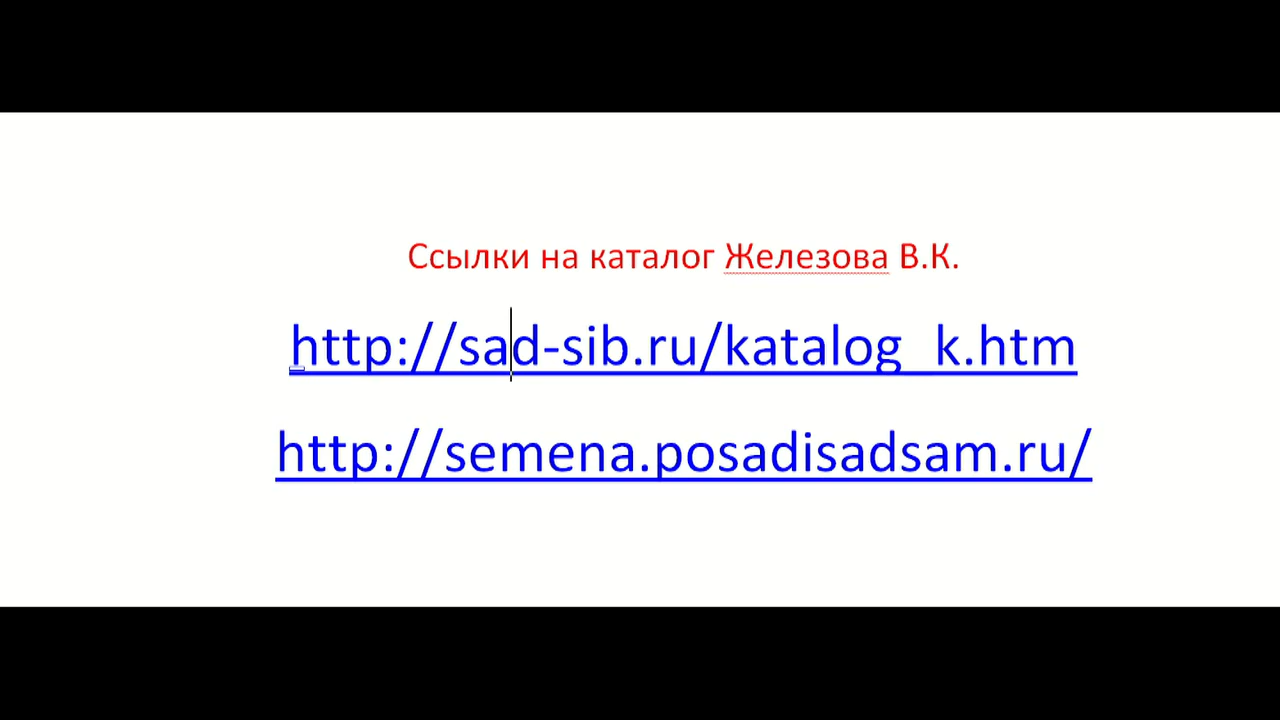 Ссылки на каталог Железова В.К.
http://sad-sib.ru/katalog_k.htm
http://semena.posadisadsam.ru/